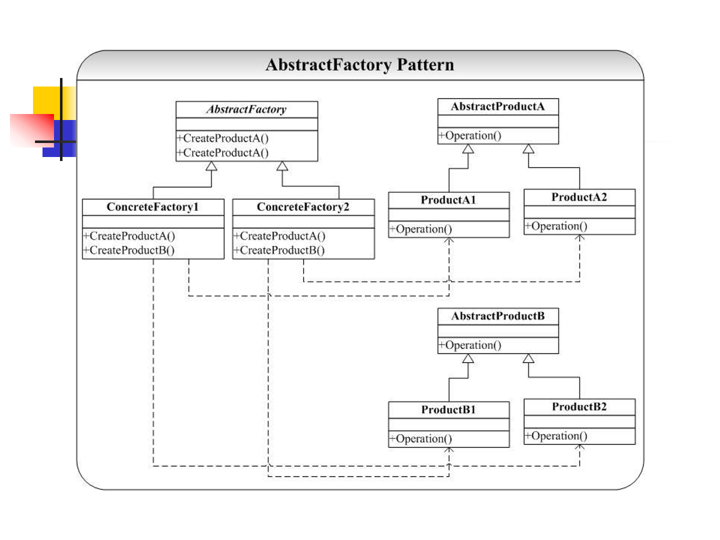 AbstractFactory Pattern
AbstractFactory
+CreateProductA()
+CreateProductA()
AbstractProductA
+Operation()
ConcreteFactory1
+CreateProductA()
+CreateProductB()
ConcreteFactory2
+CreateProductA()
+CreateProductB()
ProductA1
+Operation()
ProductA2
+Operation()
AbstractProductB
+Operation()
ProductB1
+Operation()
ProductB2
+Operation()